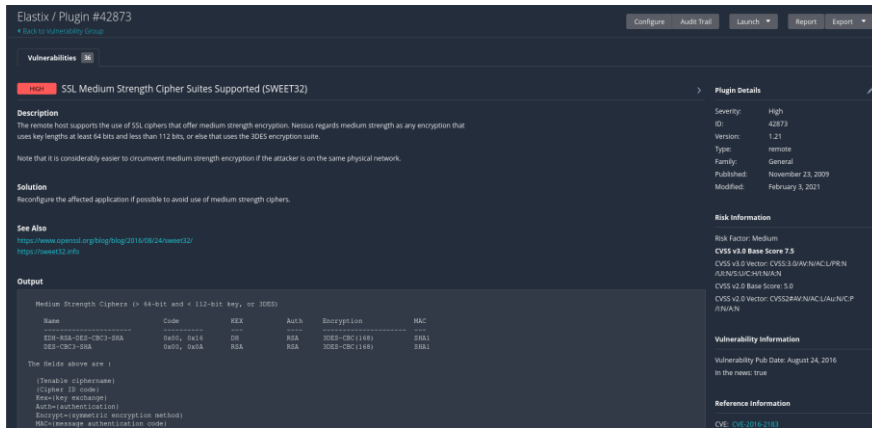 Elastix / Plugin #42873
Back to Vulnerability Group
Configure
Audit Trail
Launch
Report
Export
Vulnerabilities 36
HIGH
SSL Medium Strength Cipher Suites Supported (SWEET32)
Description
The remote host supports the use of SSL ciphers that offer medium strength encryption. Nessus regards medium strength as any encryption that
uses key lengths at least 64 bits and less than 112 bits, or else that uses the 3DES encryption suite.
Note that it is considerably easier to circumvent medium strength encryption if the attacker is on the same physical network.
Solution
Reconfigure the affected application if possible to avoid use of medium strength ciphers.
See Also
https://www.openssl.org/blog/blog/2016/08/24/sweet32/
https://sweet32.info
Output
Medium Strength Ciphers (> 64-bit and < 112-bit key, or 3DES)
Name Code KEX Auth Encryption MAC
---------------------- ---------- --- ---- --------------------- ---
EDH-RSA-DES-CBC3-SHA 0x00, 0x16 DH RSA 3DES-CBC(168) SHA1
DES-CBC3-SHA 0x00, 0x0A RSA RSA 3DES-CBC(168) SHA1
The fields above are :
{Tenable ciphername}
{Cipher ID code}
Kex={key exchange}
Auth={authentication}
Encrypt={symmetric encryption method}
MAC={message authentication code}
Plugin Details
Severity: High
ID: 42873
Version: 1.21
Type: remote
Family: General
Published: November 23, 2009
Modified: February 3, 2021
Risk Information
Risk Factor: Medium
CVSS v3.0 Base Score 7.5
CVSS v3.0 Vector: CVSS:3.0/AV:N/AC:L/PR:N
/UI:N/S:U/C:H/I:N/A:N
CVSS v2.0 Base Score: 5.0
CVSS v2.0 Vector: CVSS2#AV:N/AC:L/Au:N/C:P
/I:N/A:N
Vulnerability Information
Vulnerability Pub Date: August 24, 2016
In the news: true
Reference Information
CVE: CVE-2016-2183